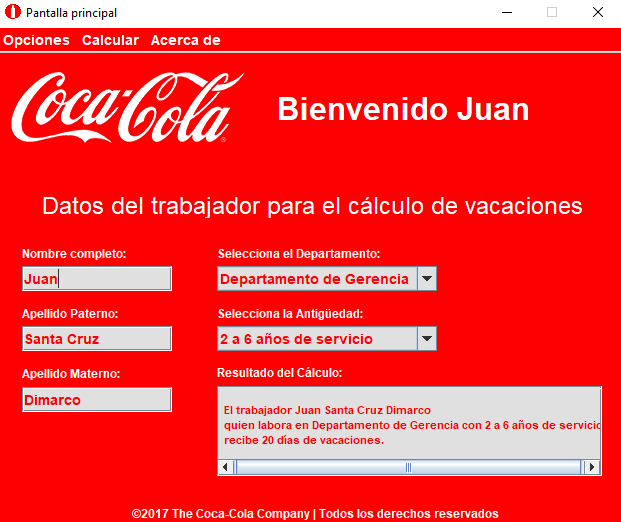 Pantalla principal
Opciones Calcular Acerca de
Coca-Cola ®
Bienvenido Juan
Datos del trabajador para el cálculo de vacaciones
Nombre completo:
Juan
Selecciona el Departamento:
Departamento de Gerencia
Apellido Paterno:
Santa Cruz
Selecciona la Antigüedad:
2 a 6 años de servicio
Apellido Materno:
Dimarco
Resultado del Cálculo:
El trabajador Juan Santa Cruz Dimarco
quien labora en Departamento de Gerencia con 2 a 6 años de servicio
recibe 20 días de vacaciones.
©2017 The Coca-Cola Company | Todos los derechos reservados